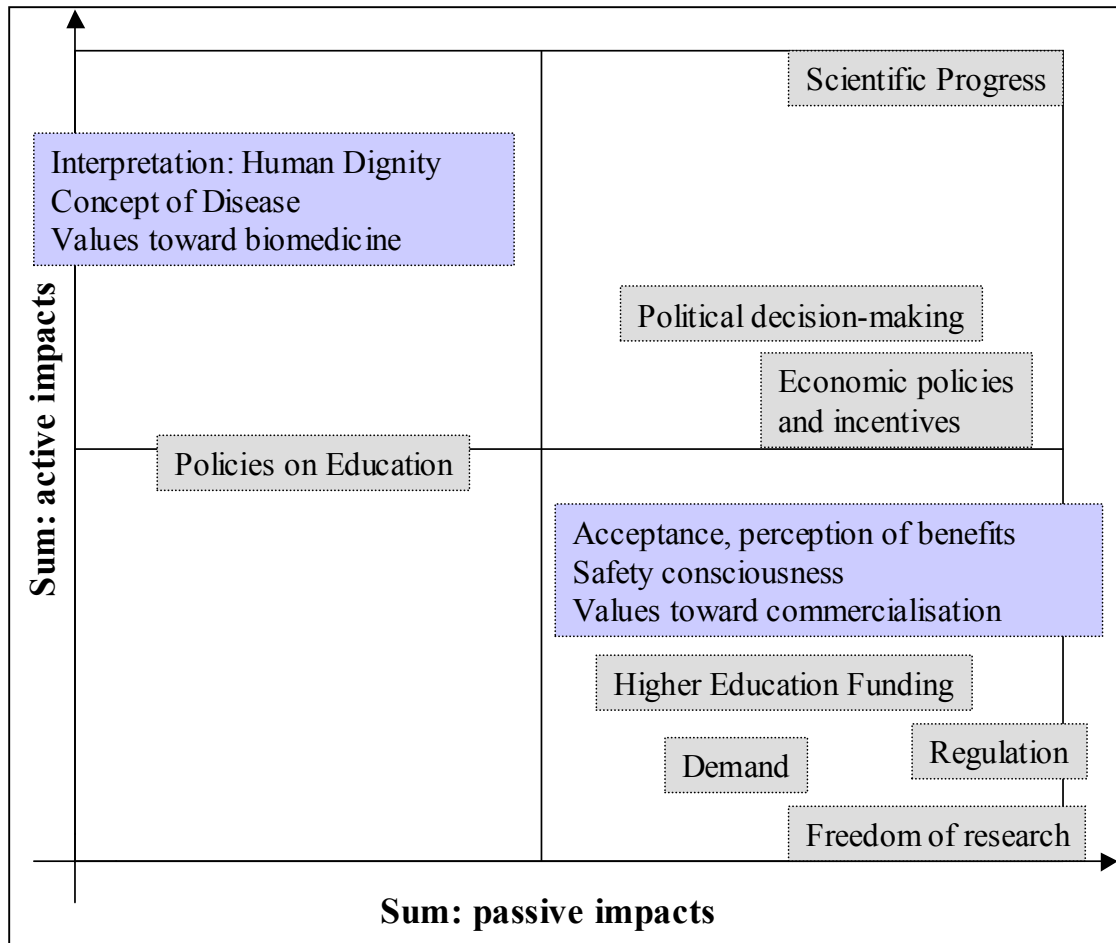 Scientific Progress
Interpretation: Human Dignity
Concept of Disease
Values toward biomedicine
Political decision-making
Economic policies
and incentives
Policies on Education
Sum: active impacts
Acceptance, perception of benefits
Safety consciousness
Values toward commercialisation
Higher Education Funding
Regulation
Demand
Freedom of research
Sum: passive impacts